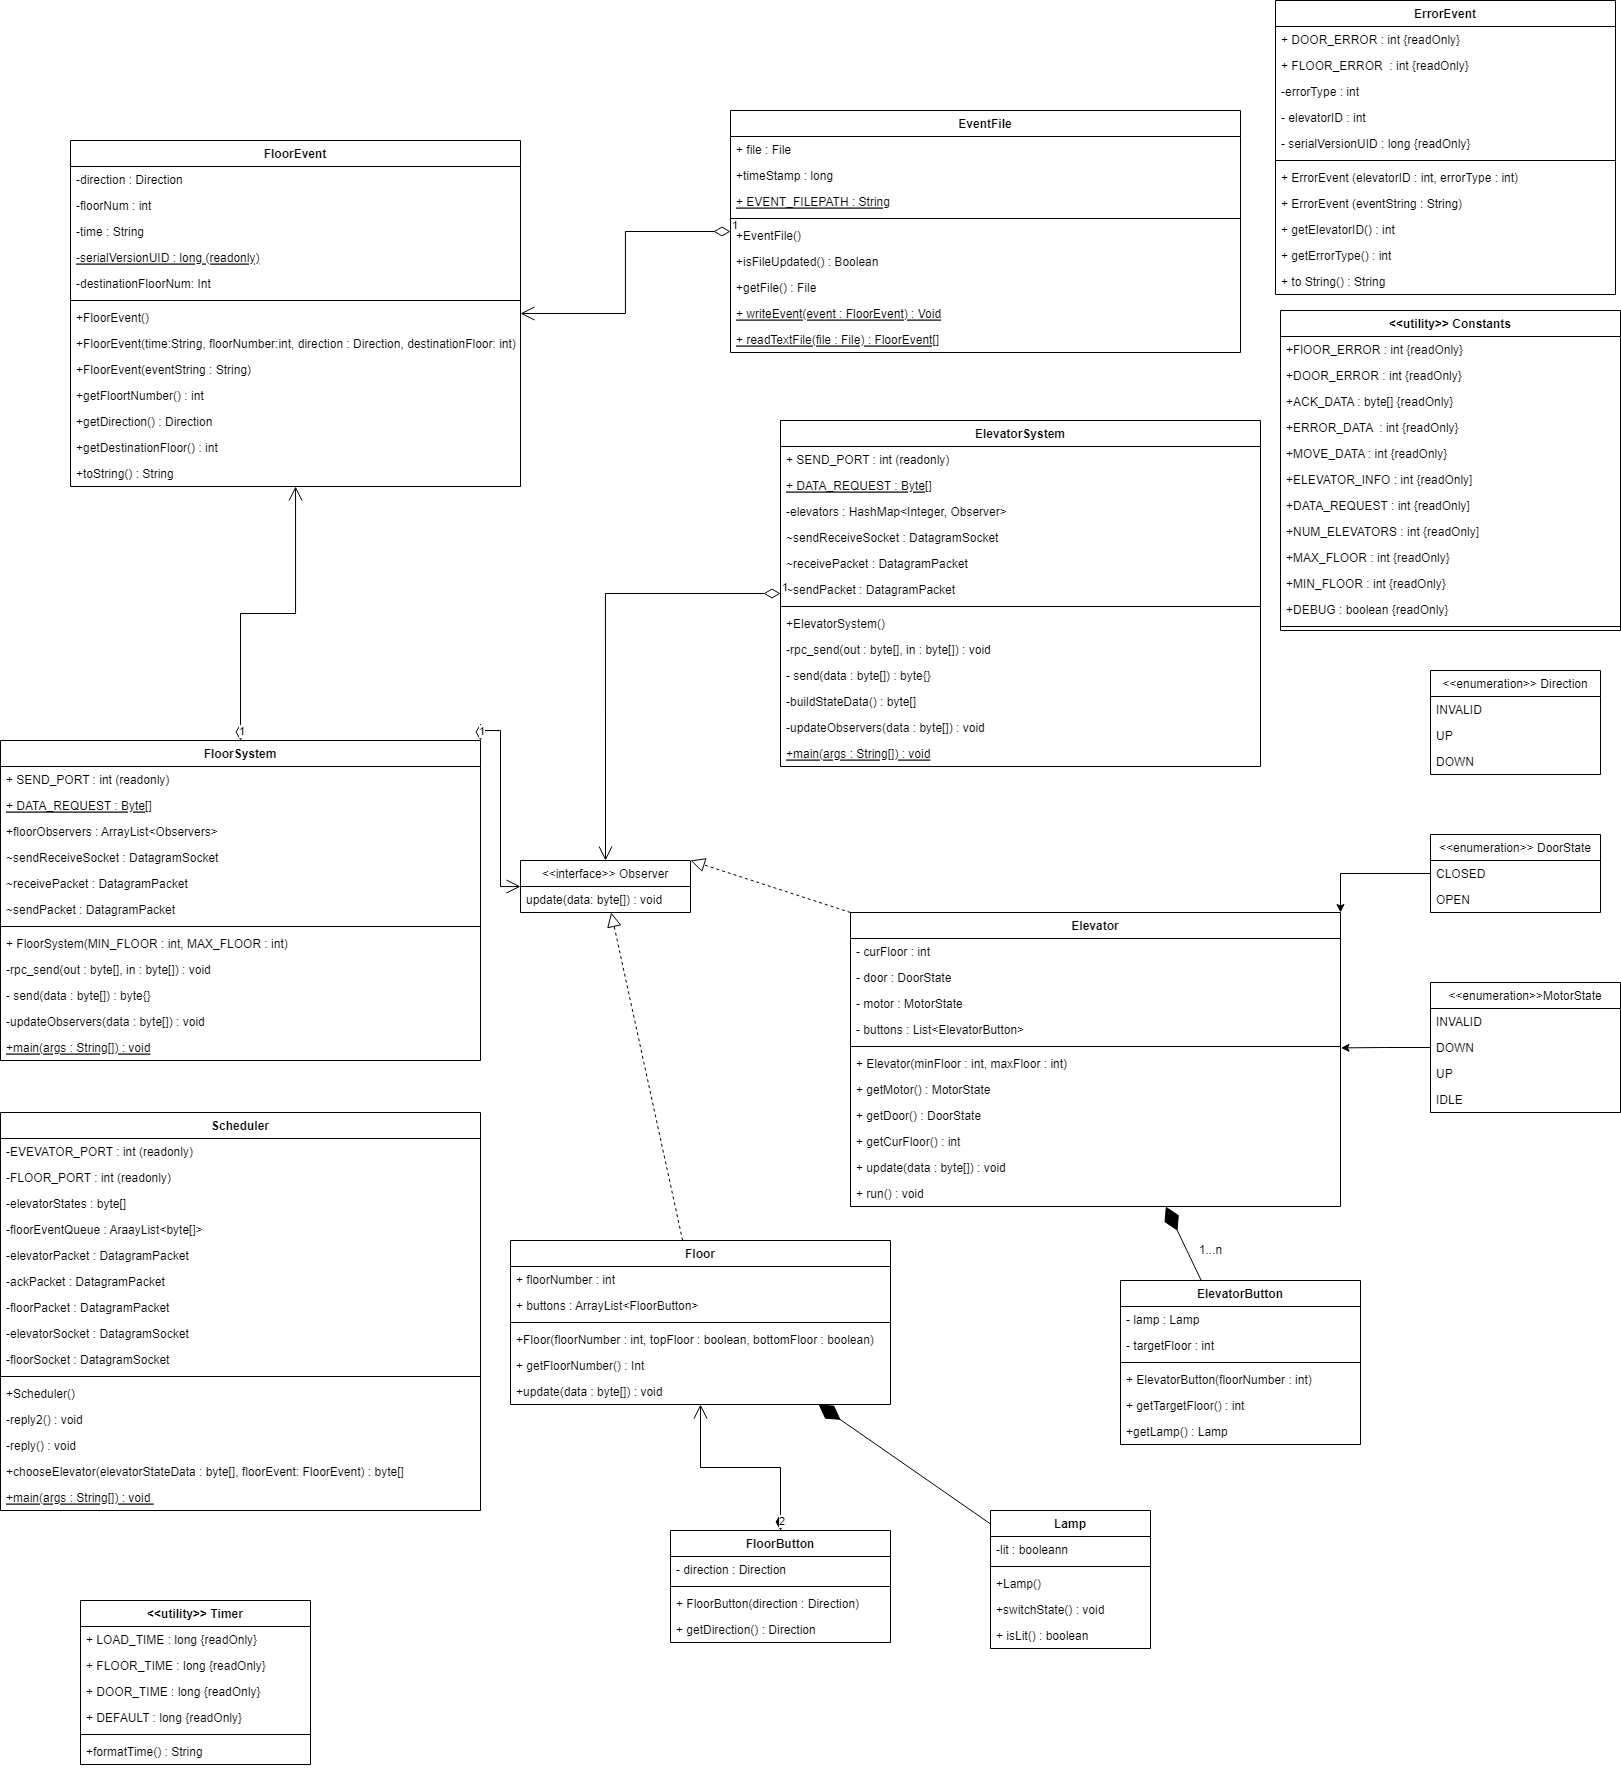 ErrorEvent
+ DOOR_ERROR : int {readOnly}
+ FLOOR_ERROR  : int {readOnly}
-errorType : int
- elevatorID : int
- serialVersionUID : long {readOnly}
+ ErrorEvent (elevatorID : int, errorType : int)
+ ErrorEvent (eventString : String)
+ getElevatorID() : int
+ getErrorType() : int
+ to String() : String
EventFile
+ file : File
+timeStamp : long
+ EVENT_FILEPATH : String
1
+EventFile()
+isFileUpdated() : Boolean
+getFile() : File
+ writeEvent(event : FloorEvent) : Void
+ readTextFile(file : File) : FloorEvent[]
FloorEvent
-direction : Direction
-floorNum : int
-time : String
-serialVersionUID : long (readonly)
-destinationFloorNum: Int
+FloorEvent()
+FloorEvent(time:String, floorNumber:int, direction : Direction, destinationFloor: int)
+FloorEvent(eventString : String)
+getFloortNumber() : int
+getDirection() : Direction
+getDestinationFloor() : int
+toString() : String
<<utility>> Constants
+FlOOR_ERROR : int {readOnly}
+DOOR_ERROR : int {readOnly}
+ACK_DATA : byte[] {readOnly}
+ERROR_DATA  : int {readOnly}
+MOVE_DATA : int {readOnly}
+ELEVATOR_INFO : int {readOnly]
+DATA_REQUEST : int {readOnly]
+NUM_ELEVATORS : int {readOnly]
+MAX_FLOOR : int {readOnly}
+MIN_FLOOR : int {readOnly}
+DEBUG : boolean {readOnly}
ElevatorSystem
+ SEND_PORT : int (readonly)
+ DATA_REQUEST : Byte[]
-elevators : HashMap<Integer, Observer>
~sendReceiveSocket : DatagramSocket
~receivePacket : DatagramPacket
1
~sendPacket : DatagramPacket
+ElevatorSystem()
-rpc_send(out : byte[], in : byte[]) : void
- send(data : byte[]) : byte{}
-buildStateData() : byte[]
-updateObservers(data : byte[]) : void
+main(args : String[]) : void
<<enumeration>> Direction
INVALID
UP
DOWN
1
1
FloorSystem
+ SEND_PORT : int (readonly)
+ DATA_REQUEST : Byte[]
+floorObservers : ArrayList<Observers>
~sendReceiveSocket : DatagramSocket
~receivePacket : DatagramPacket
~sendPacket : DatagramPacket
+ FloorSystem(MIN_FLOOR : int, MAX_FLOOR : int)
-rpc_send(out : byte[], in : byte[]) : void
- send(data : byte[]) : byte{}
-updateObservers(data : byte[]) : void
+main(args : String[]) : void
<<interface>> Observer
update(data: byte[]) : void
<<enumeration>> DoorState
CLOSED
OPEN
Elevator
- curFloor : int
- door : DoorState
- motor : MotorState
- buttons : List<ElevatorButton>
+ Elevator(minFloor : int, maxFloor : int)
+ getMotor() : MotorState
+ getDoor() : DoorState
+ getCurFloor() : int
+ update(data : byte[]) : void
+ run() : void
<<enumeration>>MotorState
INVALID
DOWN
UP
IDLE
Scheduler
-EVEVATOR_PORT : int (readonly)
-FLOOR_PORT : int (readonly)
-elevatorStates : byte[]
-floorEventQueue : AraayList<byte[]>
-elevatorPacket : DatagramPacket
-ackPacket : DatagramPacket
-floorPacket : DatagramPacket
-elevatorSocket : DatagramSocket
-floorSocket : DatagramSocket
+Scheduler()
-reply2() : void
-reply() : void
+chooseElevator(elevatorStateData : byte[], floorEvent: FloorEvent) : byte[]
+main(args : String[]) : void
1...n
Floor
+ floorNumber : int
+ buttons : ArrayList<FloorButton>
+Floor(floorNumber : int, topFloor : boolean, bottomFloor : boolean)
+ getFloorNumber() : Int
+update(data : byte[]) : void
ElevatorButton
- lamp : Lamp
- targetFloor : int
+ ElevatorButton(floorNumber : int)
+ getTargetFloor() : int
+getLamp() : Lamp
2
FloorButton
- direction : Direction
+ FloorButton(direction : Direction)
+ getDirection() : Direction
Lamp
-lit : booleann
+Lamp()
+switchState() : void
+ isLit() : boolean
<<utility>> Timer
+ LOAD_TIME : long {readOnly}
+ FLOOR_TIME : long {readOnly}
+ DOOR_TIME : long {readOnly}
+ DEFAULT : long {readOnly}
+formatTime() : String